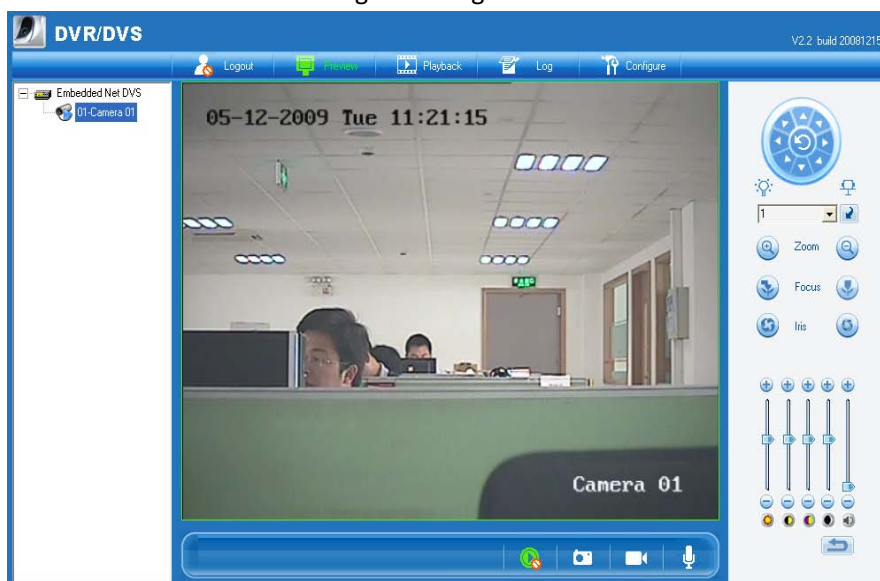 DVR/DVS
V2.2 build 20081215
Logout
Preview
Playback
Log
Configure
Embedded Net DVS
01-Camera 01
05-12-2009 Tue 11:21:15
Camera 01
1
Zoom
Focus
Iris